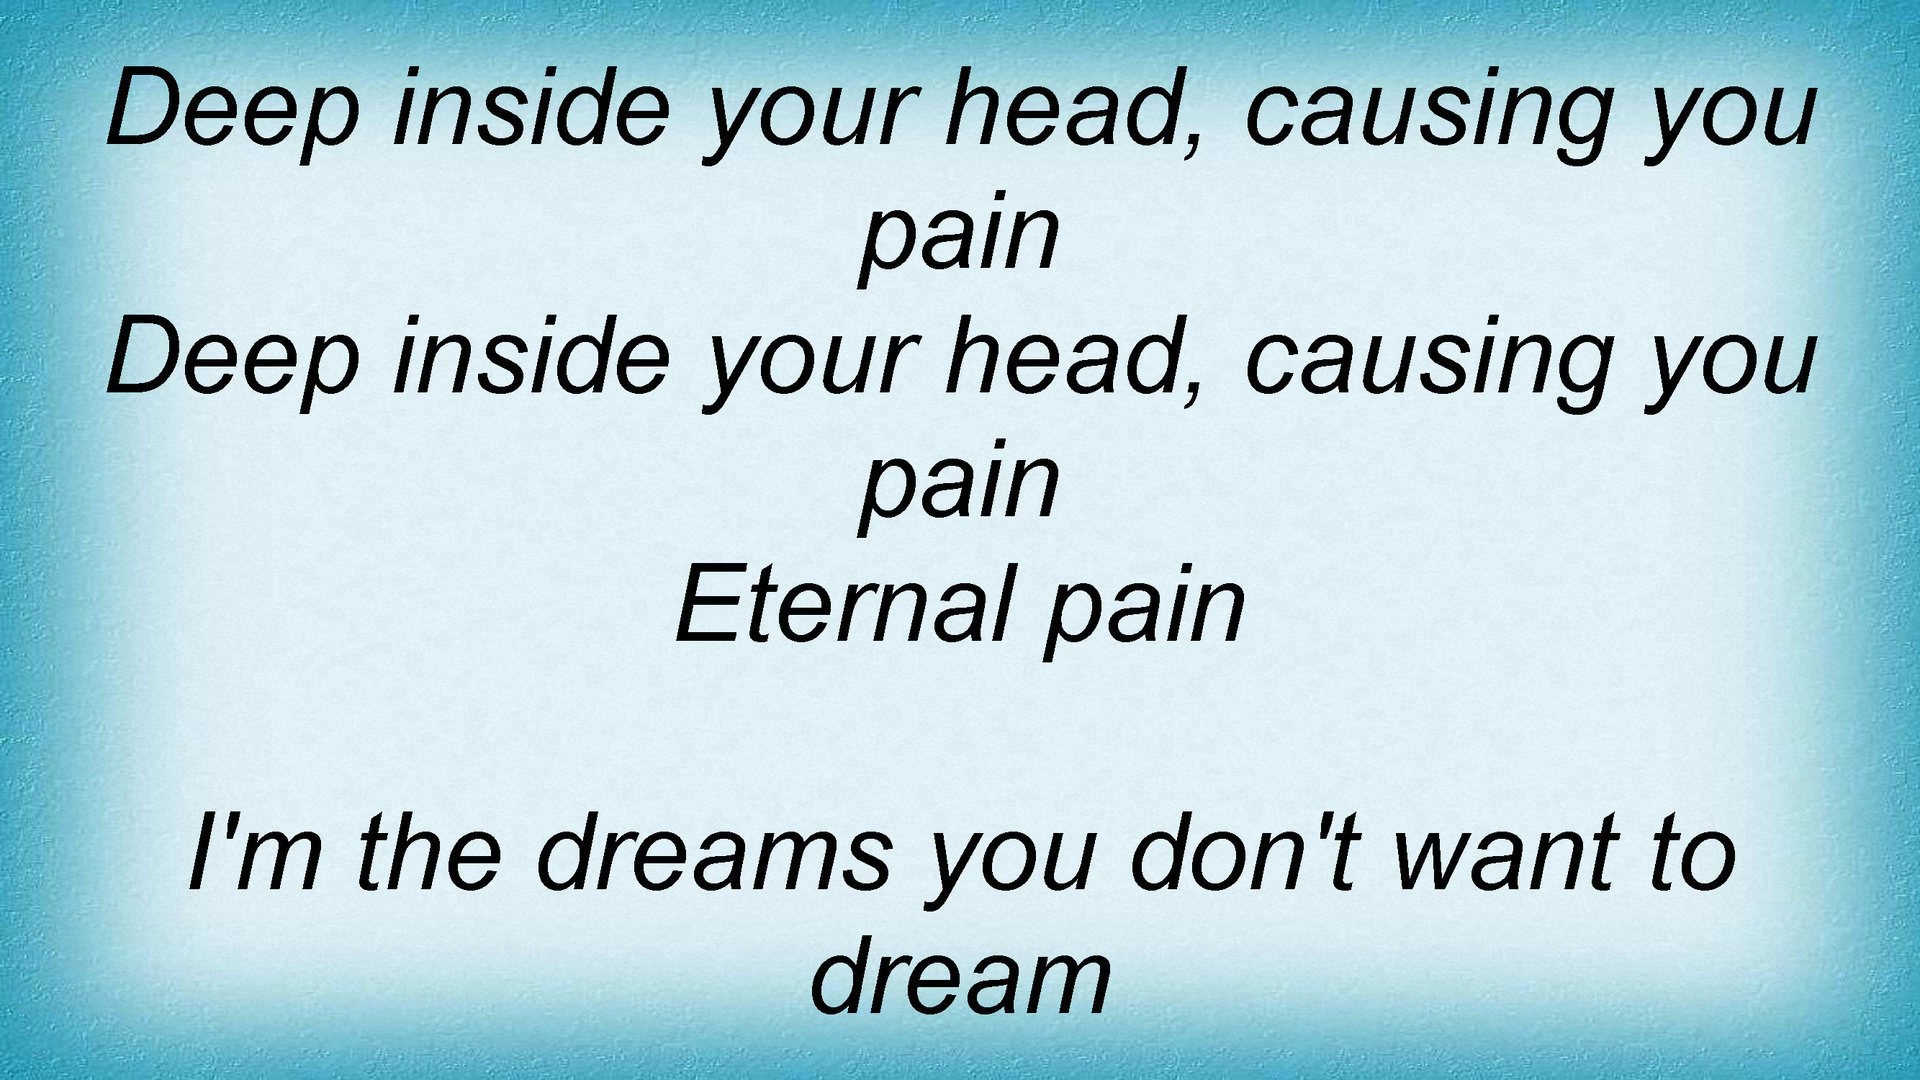 Deep inside your head, causing you
pain
Deep inside your head, causing you
pain
Eternal pain
I'm the dreams you don't want to
dream